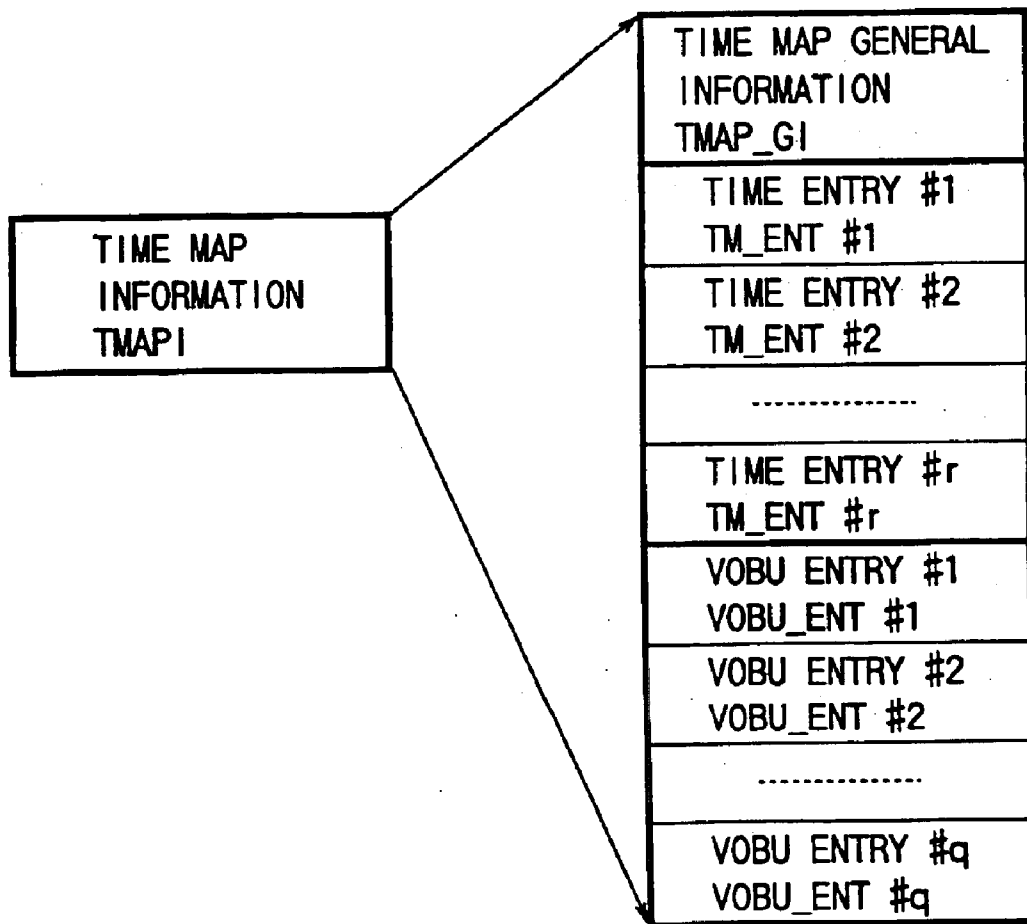 TIME MAP
INFORMATION
TMAPI
TIME MAP GENERAL
INFORMATION
TMAP_GI
TIME ENTRY #1
TM_ENT #1
TIME ENTRY #2
TM_ENT #2
TIME ENTRY #r
TM_ENT #r
VOBU ENTRY #1
VOBU_ENT #1
VOBU ENTRY #2
VOBU_ENT #2
VOBU ENTRY #q
VOBU_ENT #q